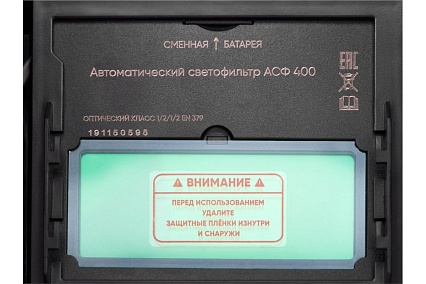 СМЕННАЯ ↑ БАТАРЕЯ
Автоматический светофильтр АСФ 400
EAC
ОПТИЧЕСКИЙ КЛАСС 1/2/1/2 EN 379
191150598
ВНИМАНИЕ
ПЕРЕД ИСПОЛЬЗОВАНИЕМ
УДАЛИТЕ
ЗАЩИТНЫЕ ПЛЁНКИ ИЗНУТРИ
И СНАРУЖИ